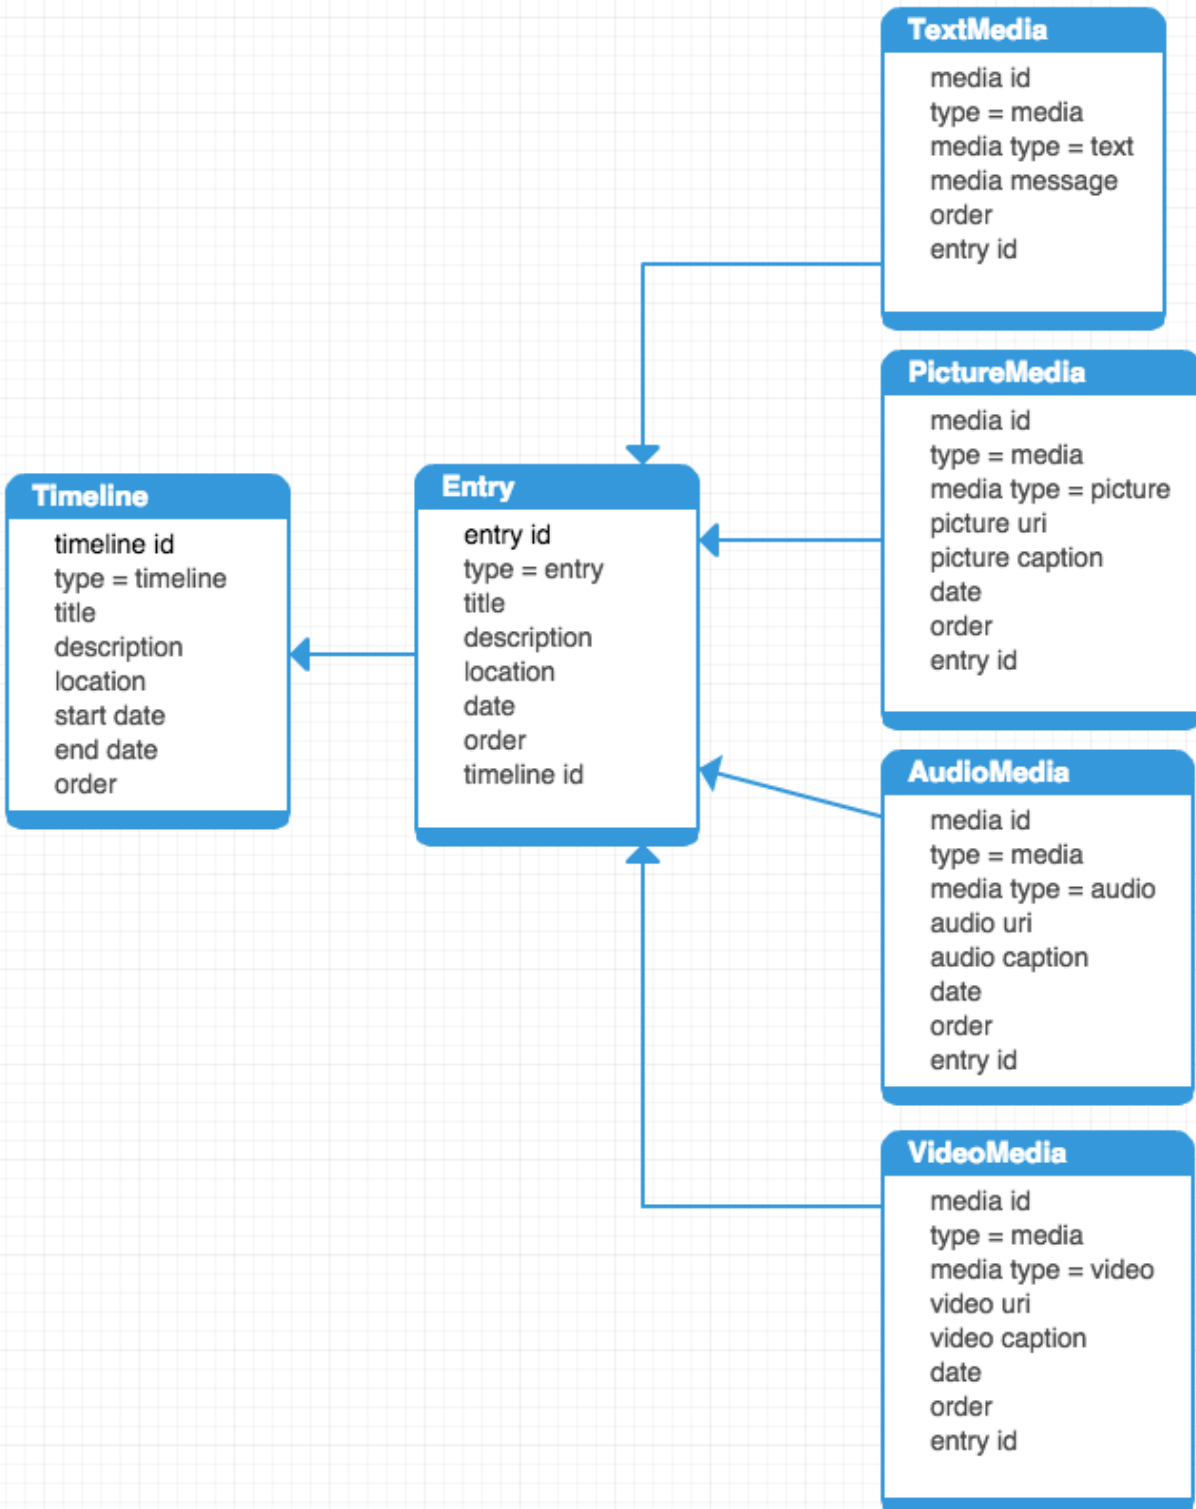 Timeline
timeline id
type = timeline
title
description
location
start date
end date
order
Entry
entry id
type = entry
title
description
location
date
order
timeline id
TextMedia
media id
type = media
media type = text
media message
order
entry id
PictureMedia
media id
type = media
media type = picture
picture uri
picture caption
date
order
entry id
AudioMedia
media id
type = media
media type = audio
audio uri
audio caption
date
order
entry id
VideoMedia
media id
type = media
media type = video
video uri
video caption
date
order
entry id